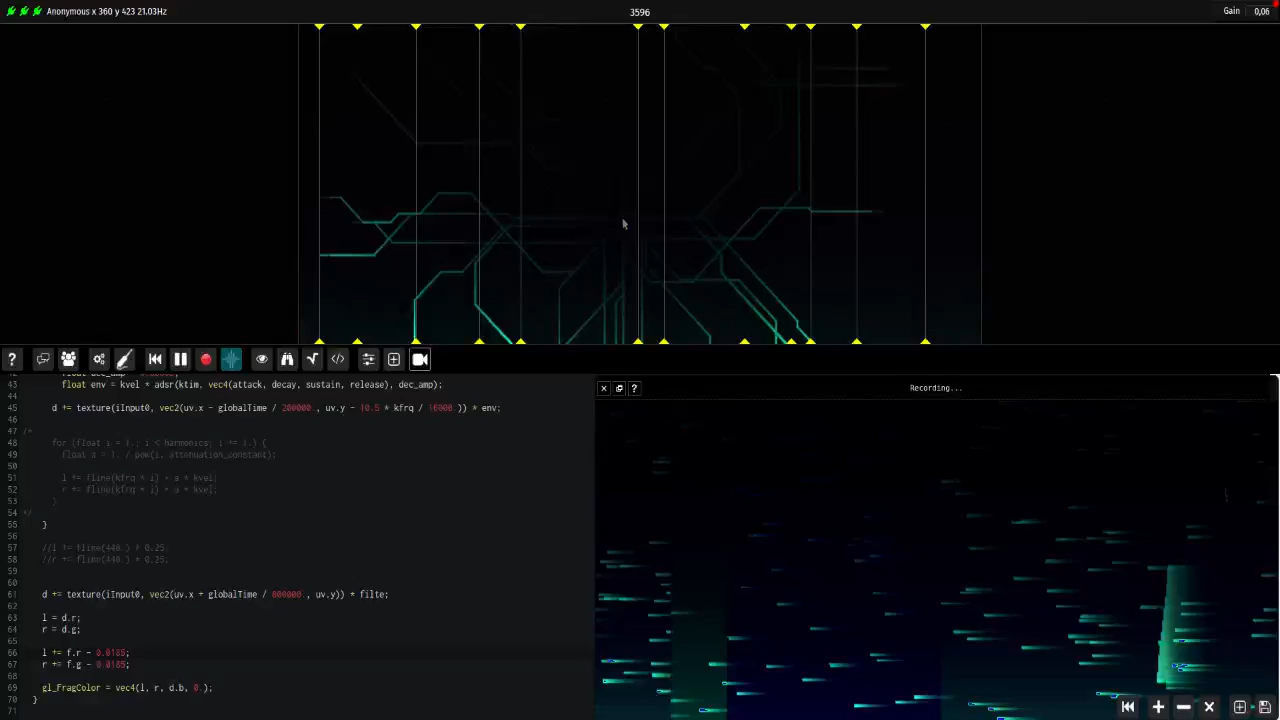 Anonymous x 360 y 423 21.03Hz
3596
Gain 0,06
Recording...
43 float env = kvel * adsr(ktim, vec4(attack, decay, sustain, release), dec_amp);
44
45 d += texture(iInput0, vec2(uv.x - globalTime / 200000., uv.y - 10.5 * kfrq / 16000.)) * env;
46
47 /*
48 for (float i = 1.; i < harmonics; i += 1.) {
49 float a = 1. / pow(i, attenuation_constant);
50
51 l += fline(kfrq * i) * a * kvel;
52 r += fline(kfrq * i) * a * kvel;
53 }
54 */
55 }
56
57 //l += fline(440.) * 0.25;
58 //r += fline(440.) * 0.25;
59
60
61 d += texture(iInput0, vec2(uv.x + globalTime / 800000., uv.y)) * filte;
62
63 l = d.r;
64 r = d.g;
65
66 l += f.r - 0.0185;
67 r += f.g - 0.0185;
68
69 _FragColor = vec4(l, r, d.b, 0.);
70 }
71